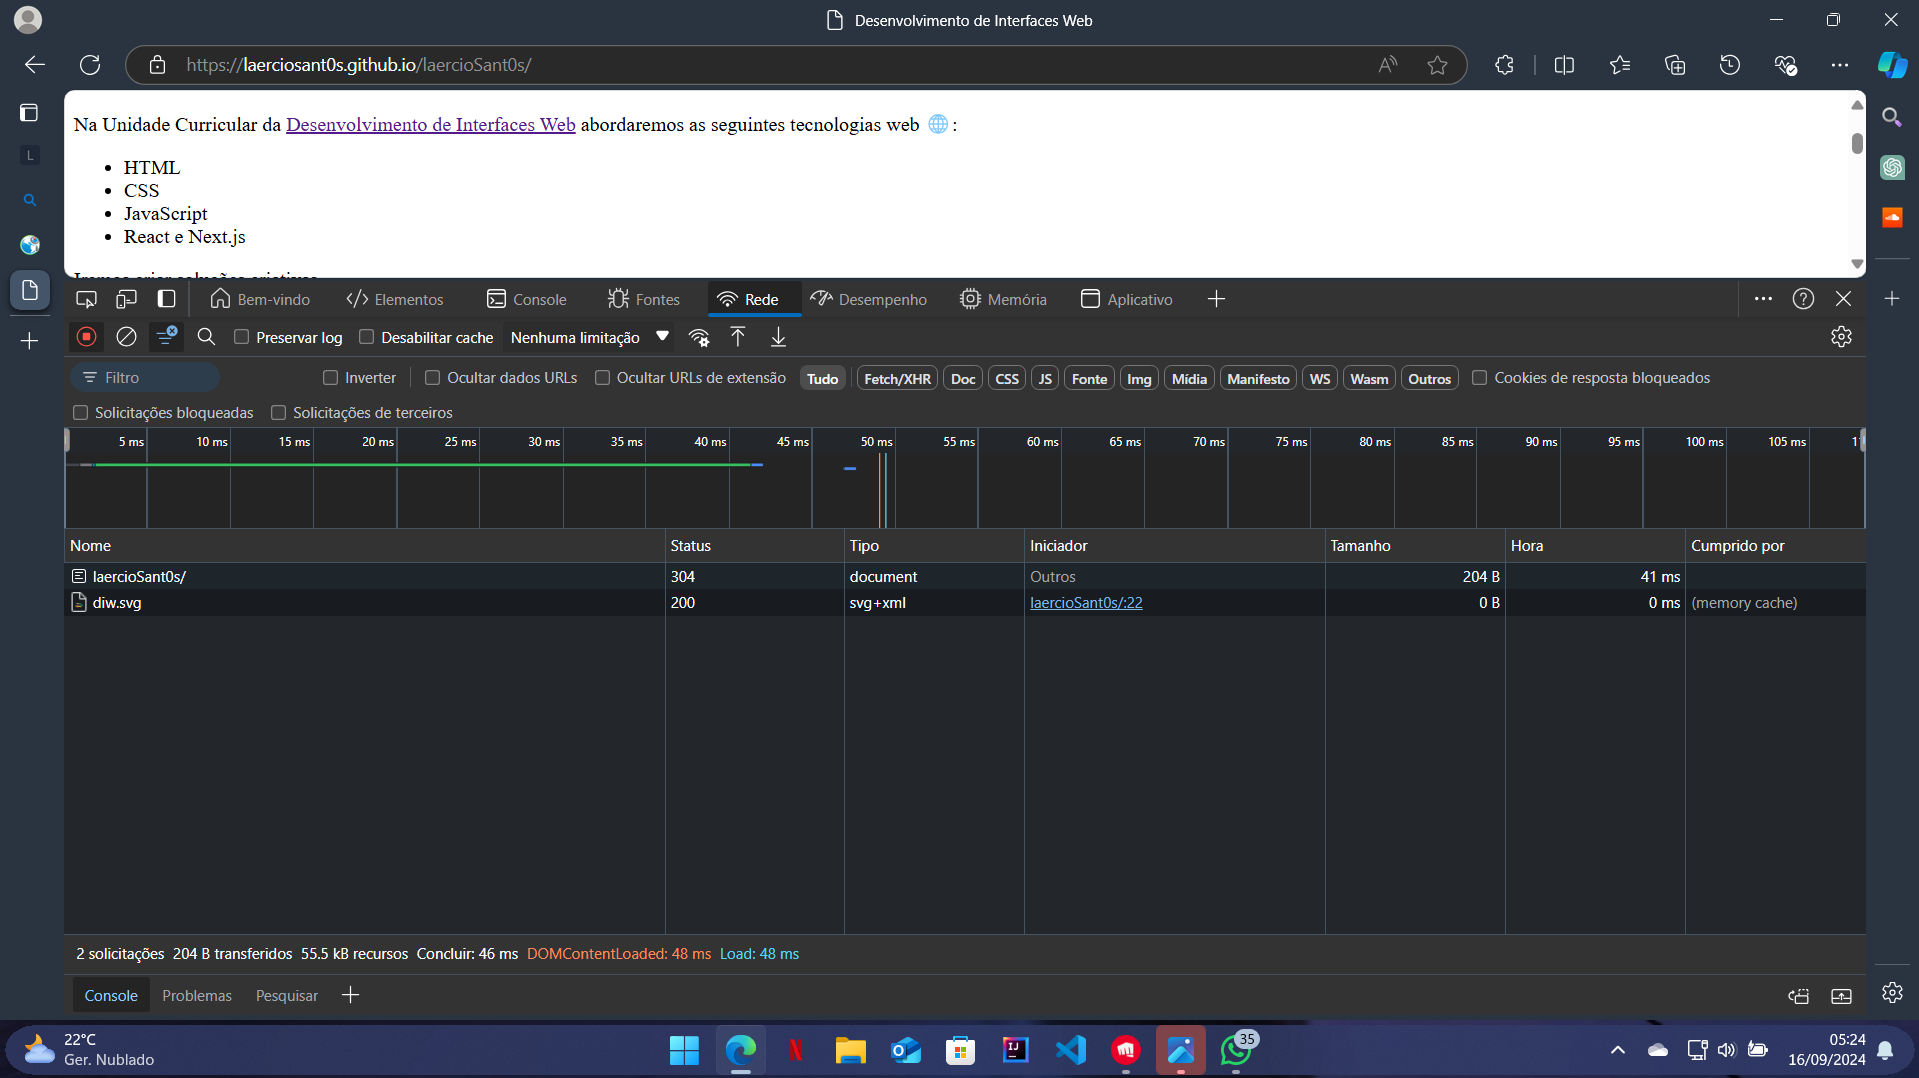 Desenvolvimento de Interfaces Web
https://laerciosant0s.github.io/laercioSant0s/
A
L
Na Unidade Curricular da Desenvolvimento de Interfaces Web abordaremos as seguintes tecnologias web :
HTML
CSS
JavaScript
React e Next.js
Iremos criar soluções criativas
Bem-vindo
Elementos
Console
Fontes
Rede
Desempenho
Memória
Aplicativo
Preservar log
Desabilitar cache
Nenhuma limitação
Filtro
Inverter
Ocultar dados URLs
Ocultar URLs de extensão
Tudo
Fetch/XHR
Doc
CSS
JS
Fonte
Img
Mídia
Manifesto
WS
Wasm
Outros
Cookies de resposta bloqueados
Solicitações bloqueadas
Solicitações de terceiros
5 ms
10 ms
15 ms
20 ms
25 ms
30 ms
35 ms
40 ms
45 ms
50 ms
55 ms
60 ms
65 ms
70 ms
75 ms
80 ms
85 ms
90 ms
95 ms
100 ms
105 ms
Nome Status Tipo Iniciador Tamanho Hora Cumprido por
laercioSant0s/ 304 document Outros 204 B 41 ms
diw.svg 200 svg+xml laercioSant0s/:22 0 B 0 ms (memory cache)
2 solicitações 204 B transferidos 55.5 kB recursos Concluir: 46 ms DOMContentLoaded: 48 ms Load: 48 ms
Console
Problemas
Pesquisar
22°C
Ger. Nublado
N
O
IJ
35
05:24
16/09/2024